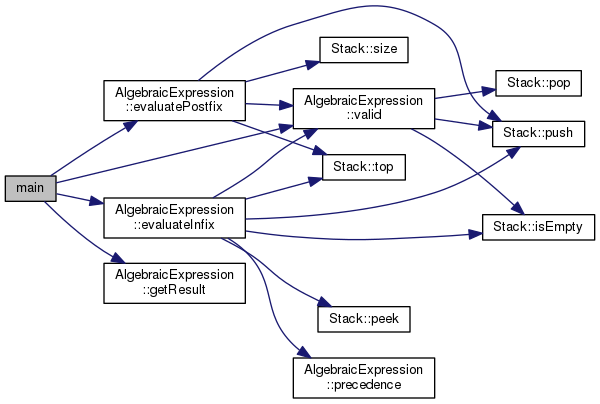 main
AlgebraicExpression
::evaluatePostfix
AlgebraicExpression
::evaluateInfix
AlgebraicExpression
::getResult
Stack::size
AlgebraicExpression
::valid
Stack::top
Stack::peek
AlgebraicExpression
::precedence
Stack::pop
Stack::push
Stack::isEmpty